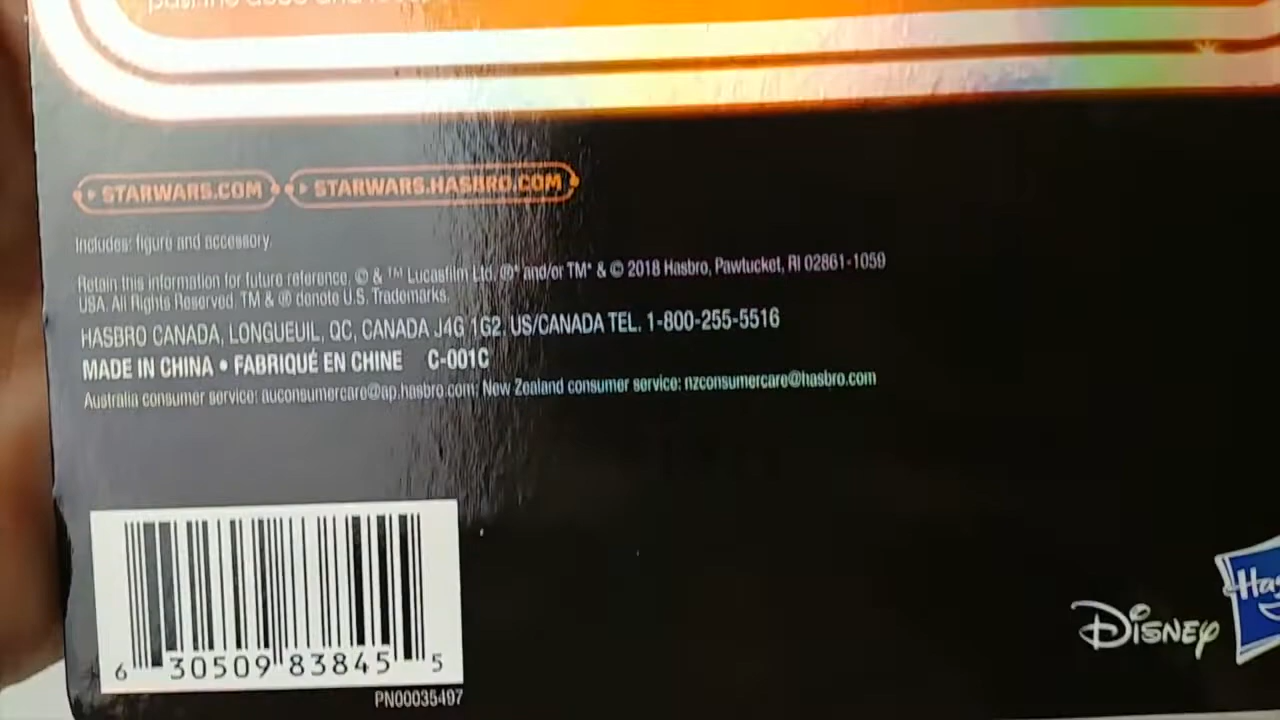 STARWARS.COM STARWARS.HASBRO.COM
Includes: figure and accessory.
Retain this information for future reference. © & ™ Lucasfilm Ltd. ®* and/or TM* & © 2018 Hasbro, Pawtucket, RI 02861-1059
USA. All Rights Reserved. TM & ® denote U.S. Trademarks.
HASBRO CANADA, LONGUEUIL, QC, CANADA J4G 1G2. US/CANADA TEL. 1-800-255-5516
MADE IN CHINA • FABRIQUÉ EN CHINE C-001C
Australia consumer service: auconsumercare@ap.hasbro.com; New Zealand consumer service: nzconsumercare@hasbro.com
6 30509 83845 5
PN00035497
DISNEY